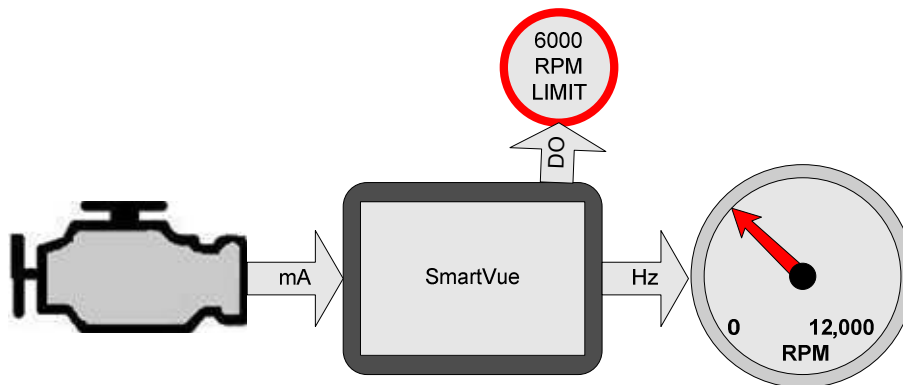 6000
RPM
LIMIT
DO
mA
SmartVue
Hz
0 12,000
RPM